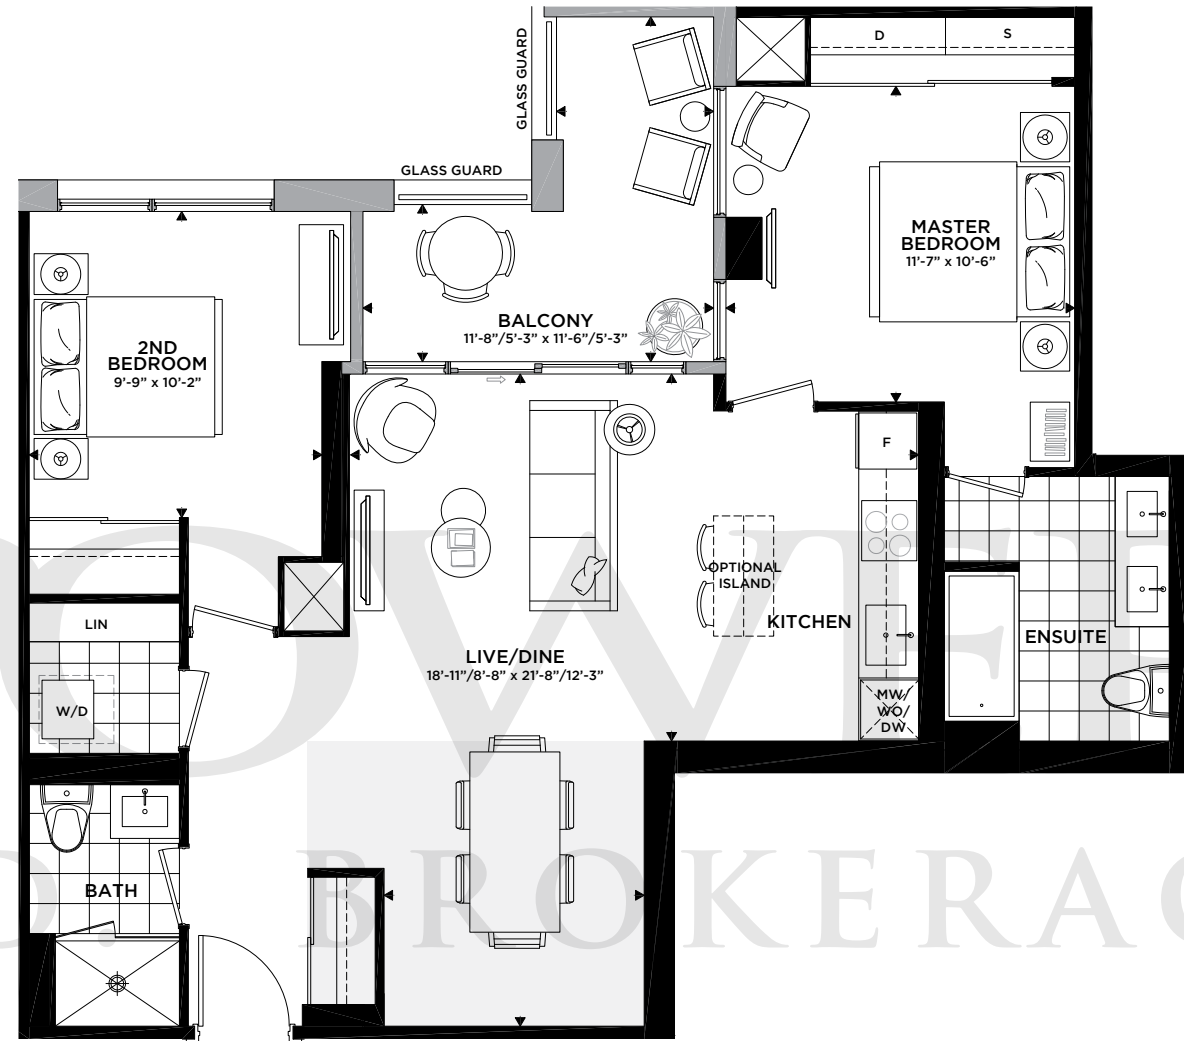 GLASS GUARD
D
S
GLASS GUARD
MASTER
BEDROOM
11'-7" x 10'-6"
BALCONY
11'-8"/5'-3" x 11'-6"/5'-3"
2ND
BEDROOM
9'-9" x 10'-2"
F
OPTIONAL
ISLAND
KITCHEN
LIN
ENSUITE
LIVE/DINE
18'-11"/8'-8" x 21'-8"/12'-3"
W/D
MW/
WO/
DW
BATH
BROKERAG